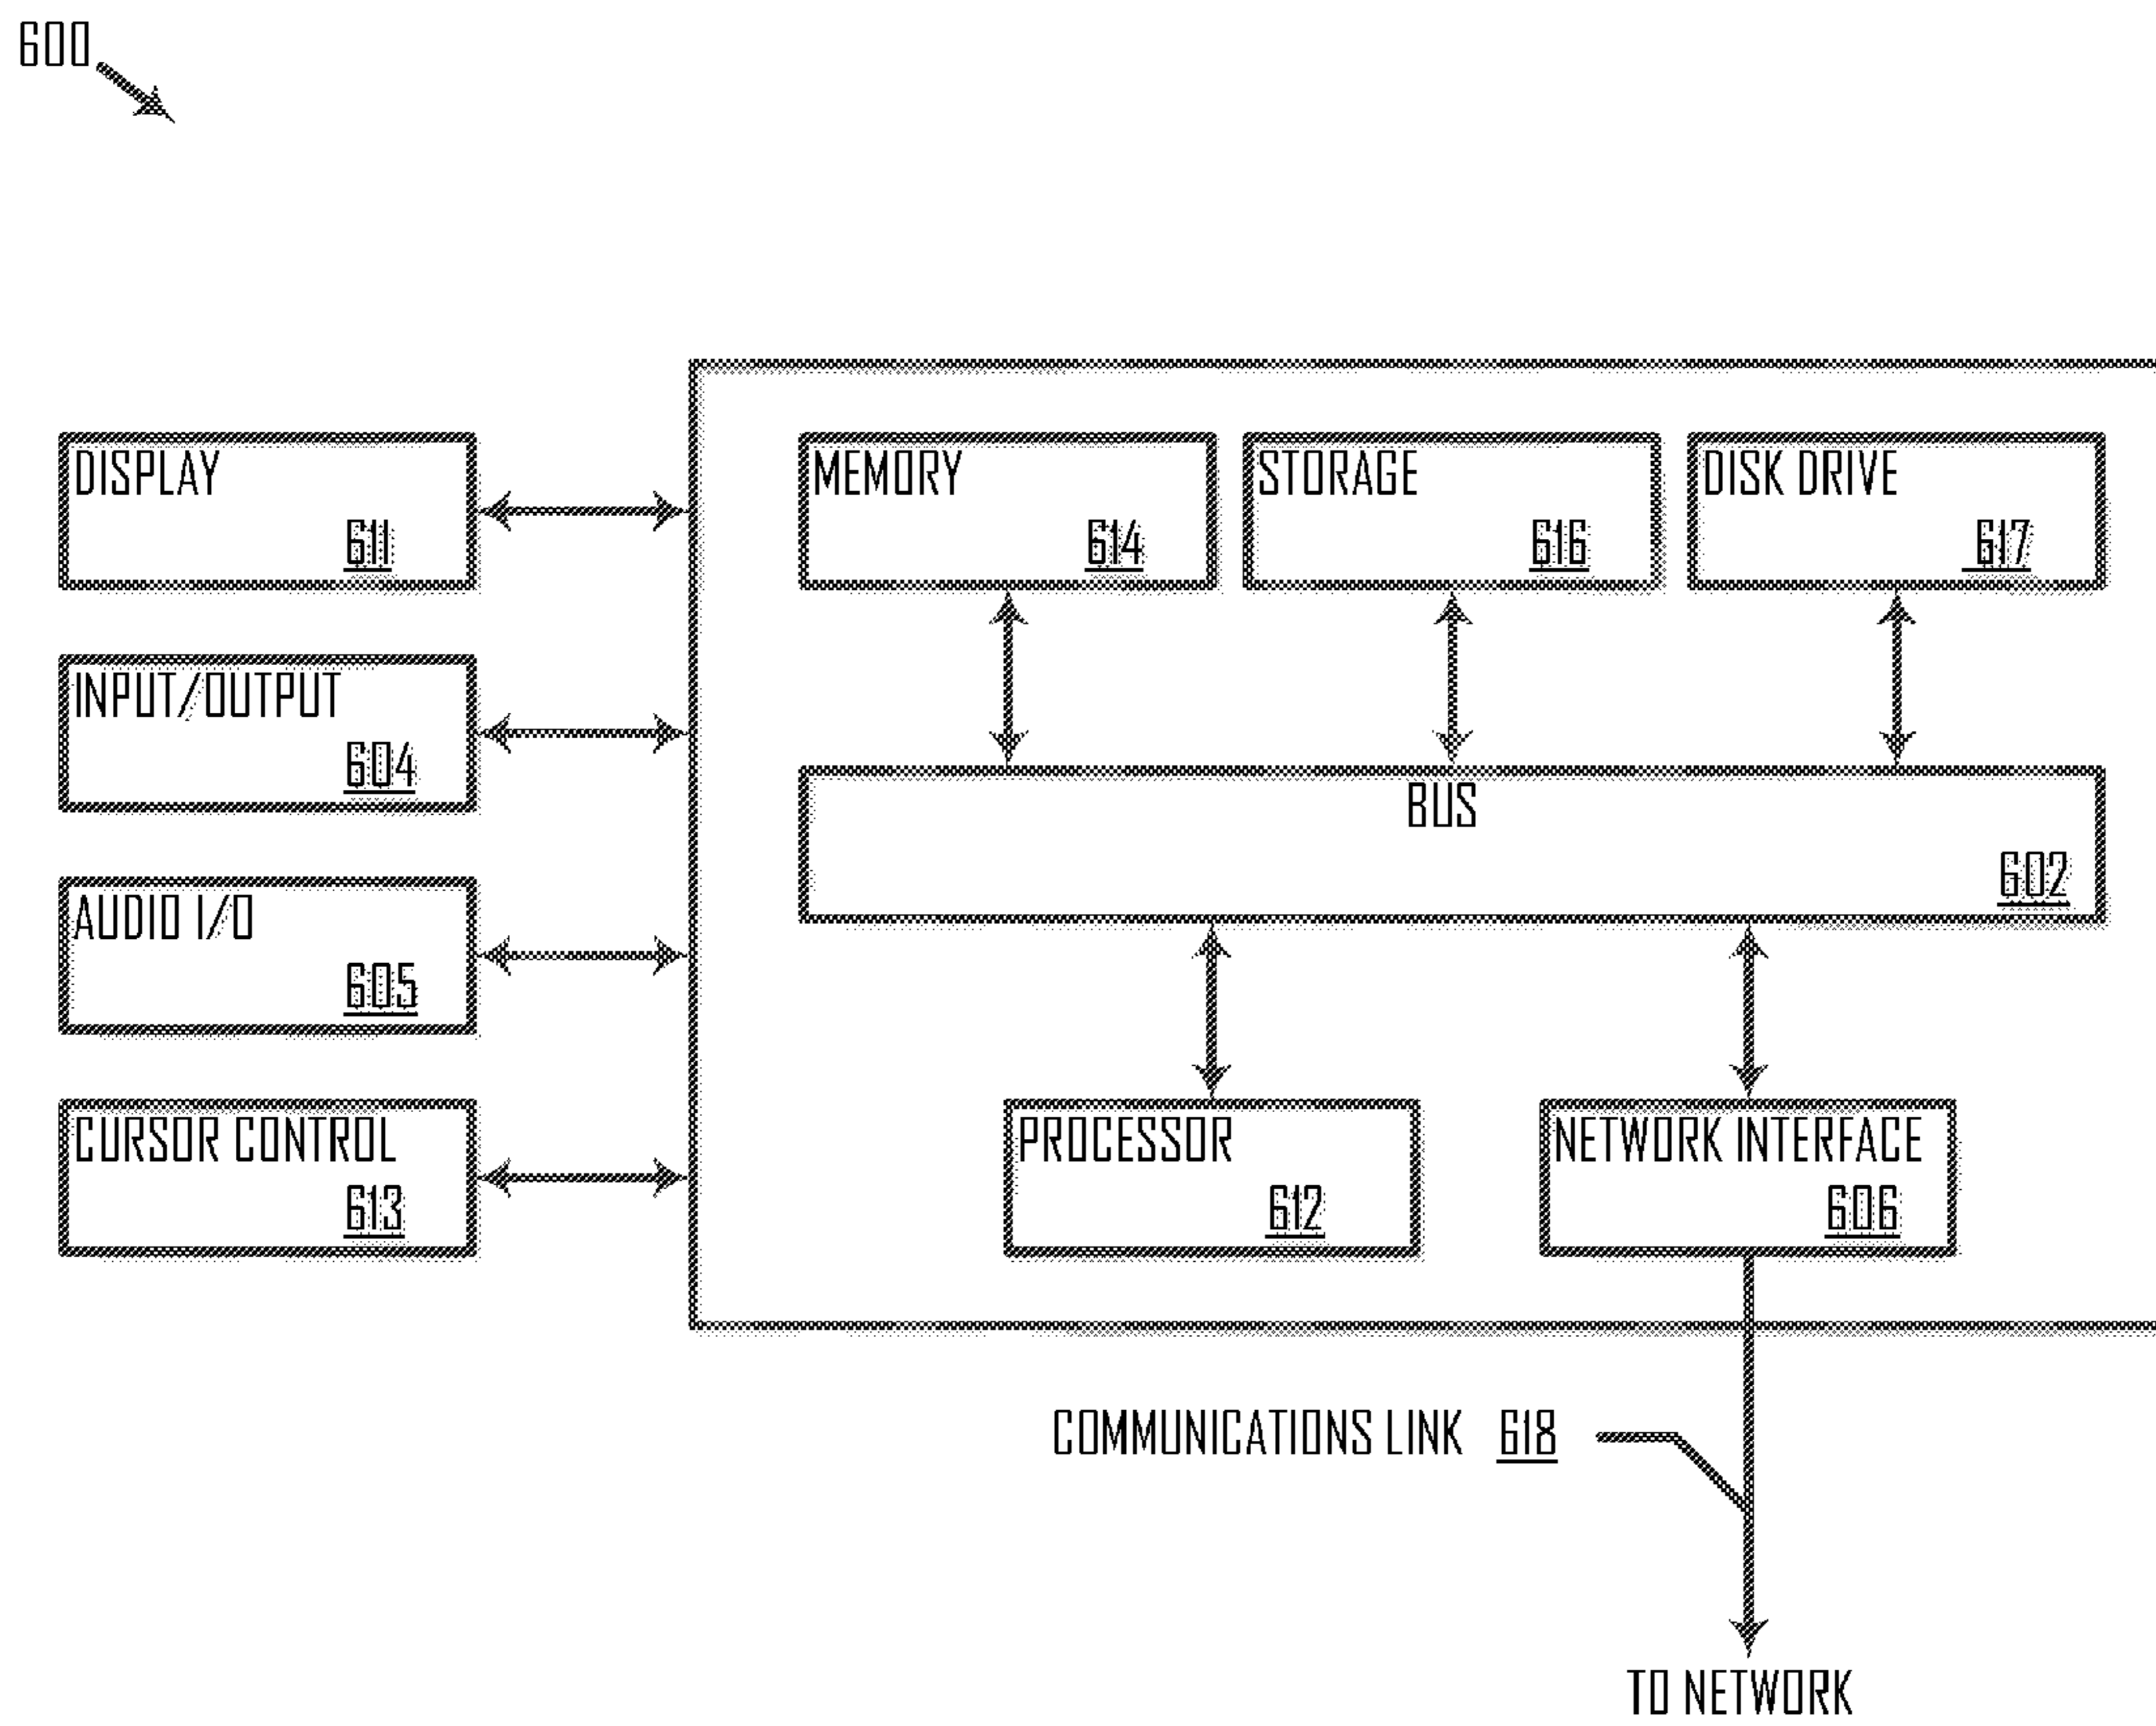 600
DISPLAY
611
INPUT/OUTPUT
604
AUDIO I/O
605
CURSOR CONTROL
613
MEMORY
614
STORAGE
616
DISK DRIVE
617
BUS
602
PROCESSOR
612
NETWORK INTERFACE
606
COMMUNICATIONS LINK 618
TO NETWORK